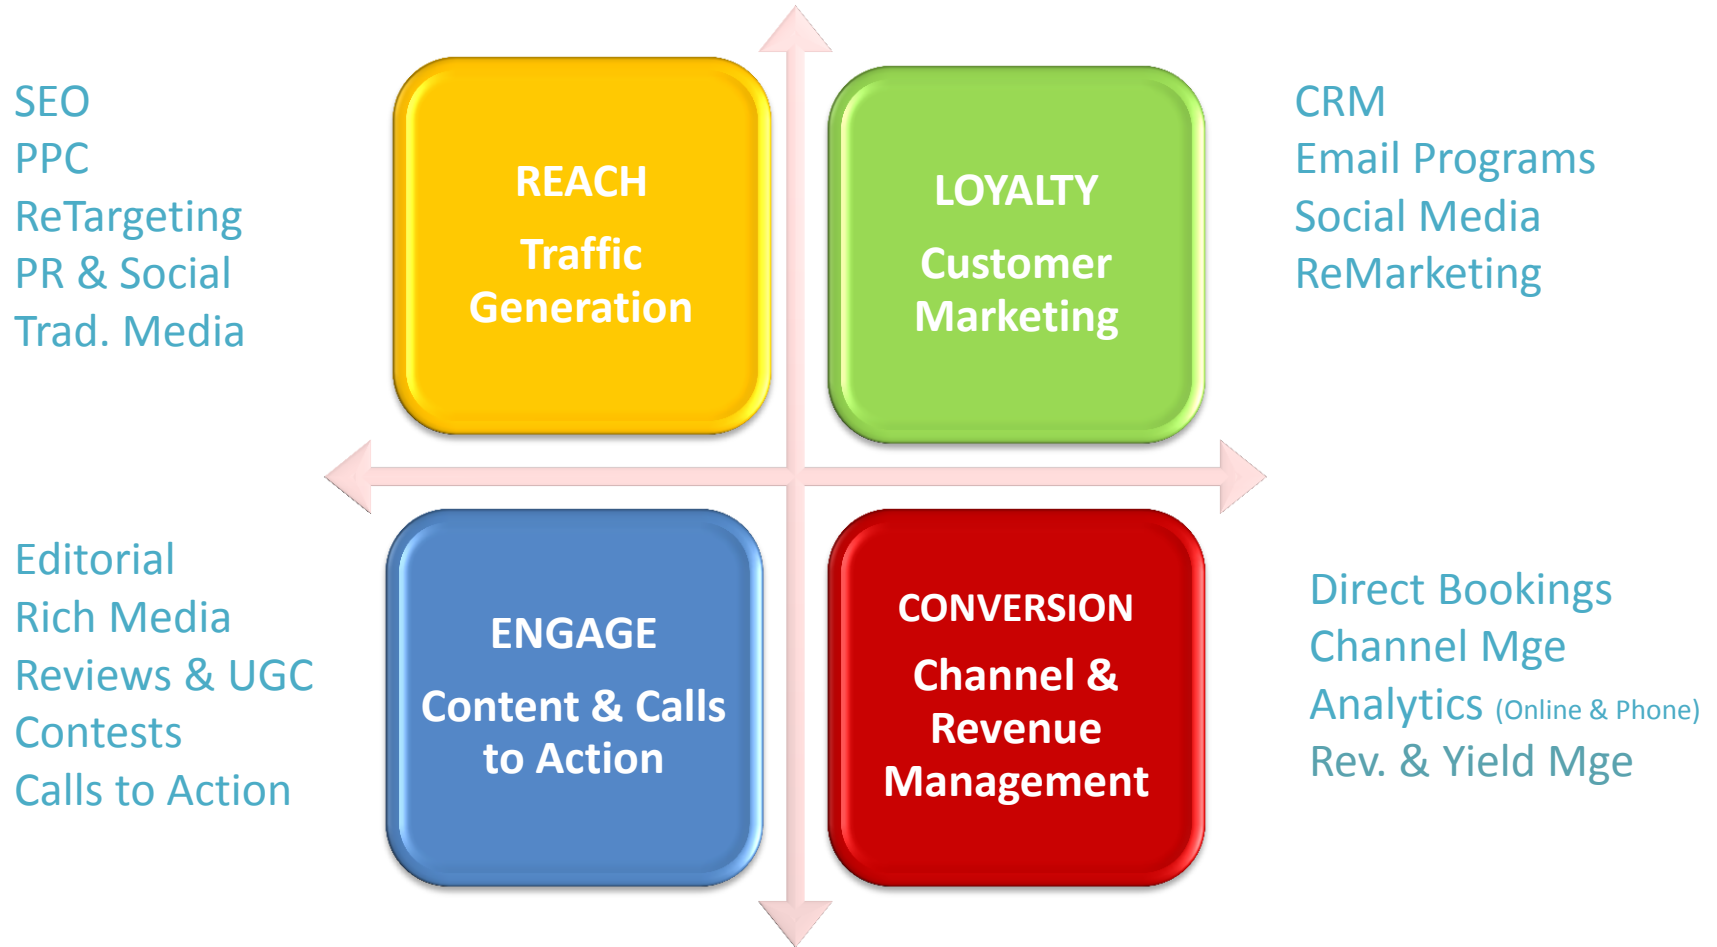 SEO
PPC
ReTargeting
PR & Social
Trad. Media
REACH
Traffic
Generation
LOYALTY
Customer
Marketing
CRM
Email Programs
Social Media
ReMarketing
Editorial
Rich Media
Reviews & UGC
Contests
Calls to Action
ENGAGE
Content & Calls
to Action
CONVERSION
Channel &
Revenue
Management
Direct Bookings
Channel Mge
Analytics (Online & Phone)
Rev. & Yield Mge